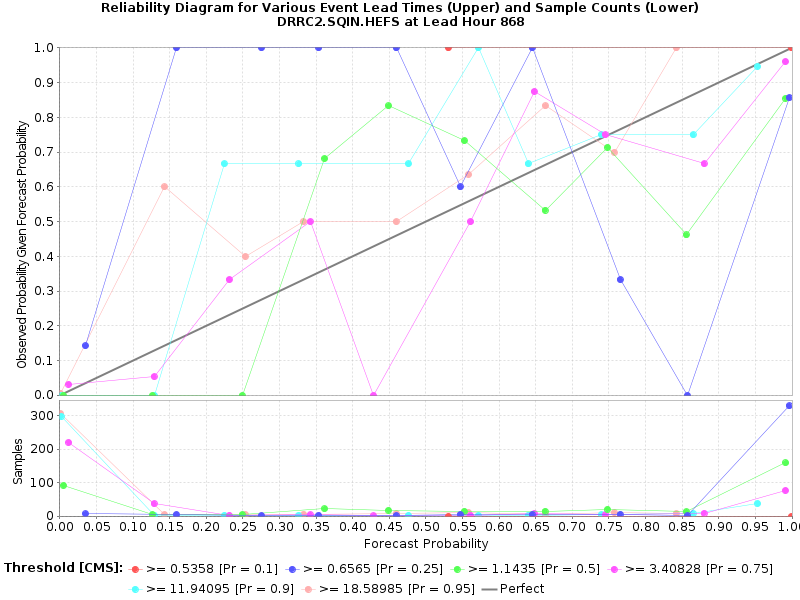 Reliability Diagram for Various Event Lead Times (Upper) and Sample Counts (Lower)
DRRC2.SQIN.HEFS at Lead Hour 868
Observed Probability Given Forecast Probability
1.0
0.9
0.8
0.7
0.6
0.5
0.4
0.3
0.2
0.1
0.0
Samples
300
200
100
0
0.00 0.05 0.10 0.15 0.20 0.25 0.30 0.35 0.40 0.45 0.50 0.55 0.60 0.65 0.70 0.75 0.80 0.85 0.90 0.95 1.0
Forecast Probability
Threshold [CMS]: >= 0.5358 [Pr = 0.1] >= 0.6565 [Pr = 0.25] >= 1.1435 [Pr = 0.5] >= 3.40828 [Pr = 0.75]
>= 11.94095 [Pr = 0.9] >= 18.58985 [Pr = 0.95] Perfect